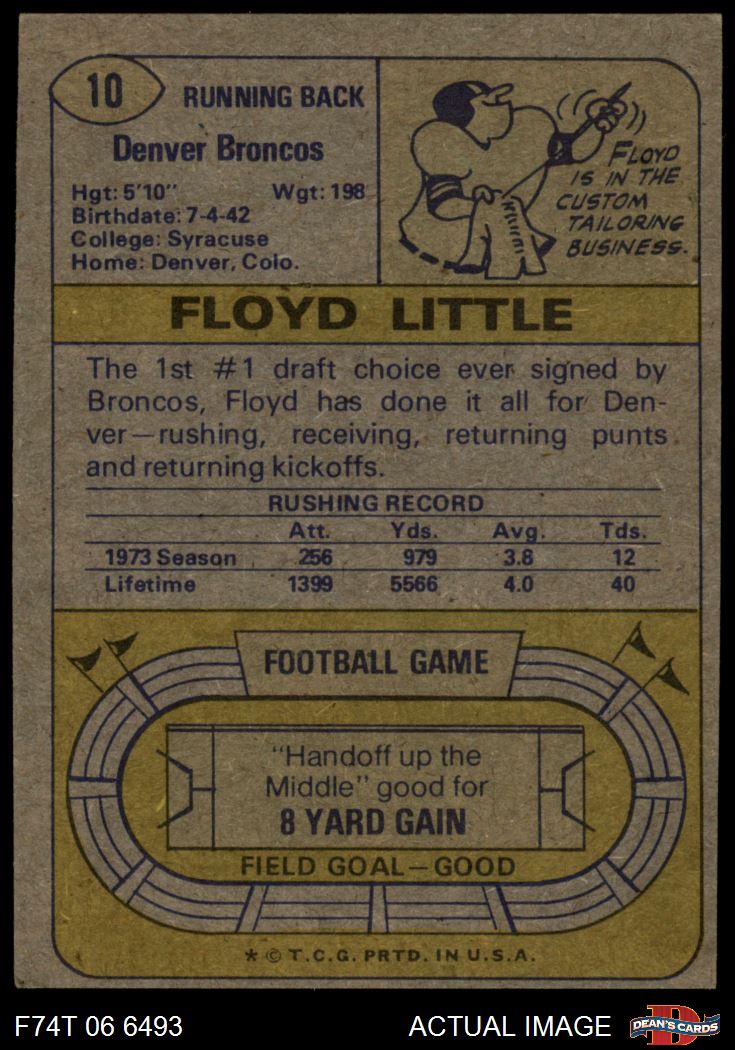 10
RUNNING BACK
Denver Broncos
Hgt: 5'10" Wgt: 198
Birthdate: 7-4-42
College: Syracuse
Home: Denver, Colo.
FLOYD
IS IN THE
CUSTOM
TAILORING
BUSINESS.
FLOYD LITTLE
The 1st #1 draft choice ever signed by
Broncos, Floyd has done it all for Den-
ver—rushing, receiving, returning punts
and returning kickoffs.
RUSHING RECORD
Att. Yds. Avg. Tds.
1973 Season 256 979 3.8 12
Lifetime 1399 5566 4.0 40
FOOTBALL GAME
"Handoff up the
Middle" good for
8 YARD GAIN
FIELD GOAL—GOOD
* © T.C.G. PRTD. IN U.S.A.
F74T 06 6493 ACTUAL IMAGE
DEAN'S CARDS